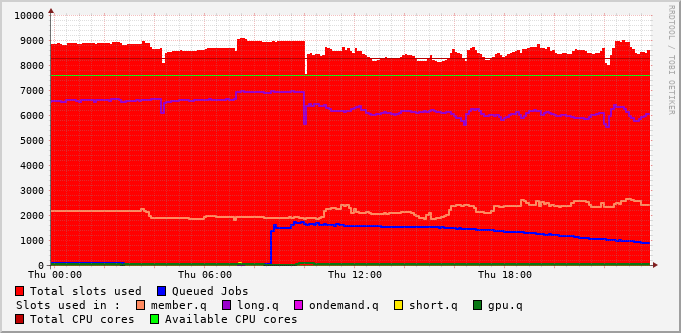 10000
9000
8000
7000
6000
5000
4000
3000
2000
1000
0
Thu 00:00 Thu 06:00 Thu 12:00 Thu 18:00
Total slots used Queued Jobs
Slots used in : member.q long.q ondemand.q short.q gpu.q
Total CPU cores Available CPU cores
RRDTOOL / TOBI OETIKER